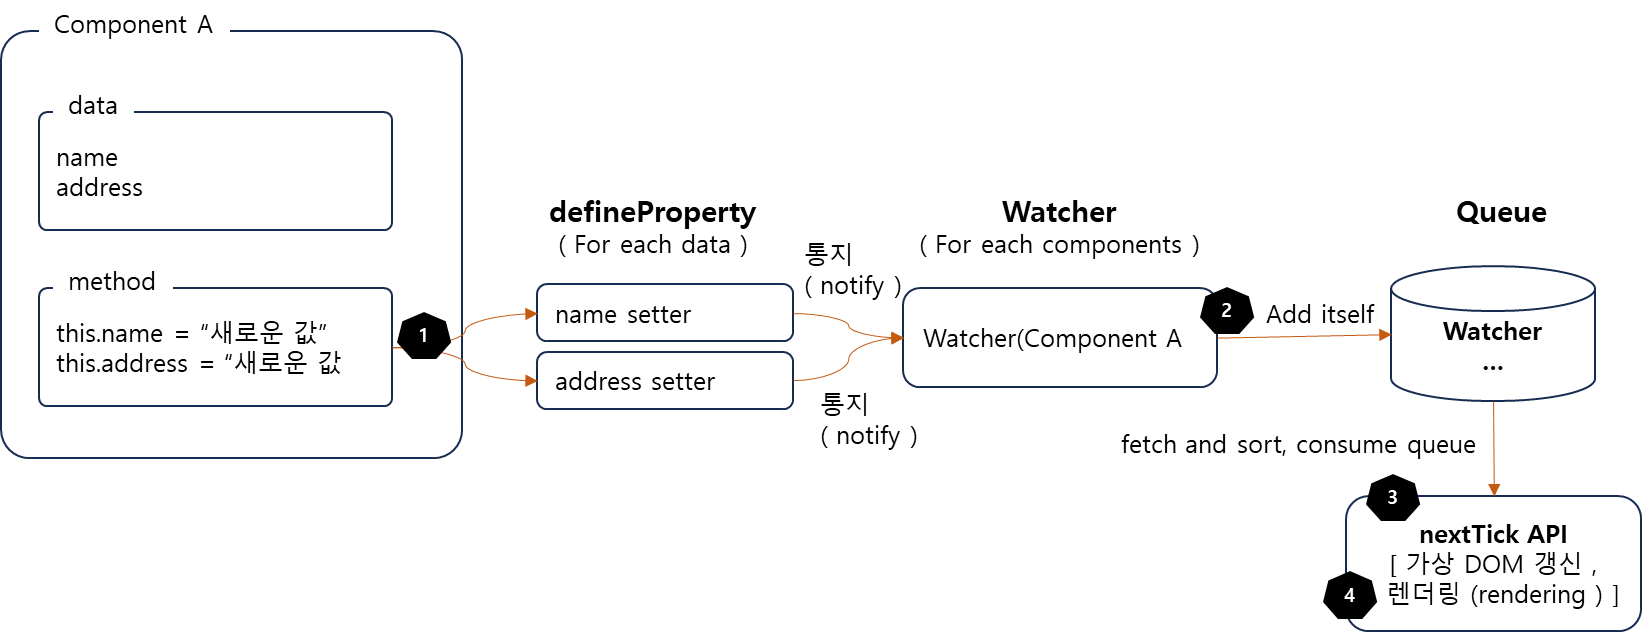 Component A
data
name
address
method
this.name = “새로운 값”
this.address = “새로운 값
1
defineProperty
( For each data )
name setter
address setter
통지
( notify )
통지
( notify )
Watcher
( For each components )
Watcher(Component A
2
Add itself
Queue
Watcher
...
fetch and sort, consume queue
3
nextTick API
[ 가상 DOM 갱신 ,
렌더링 (rendering ) ]
4